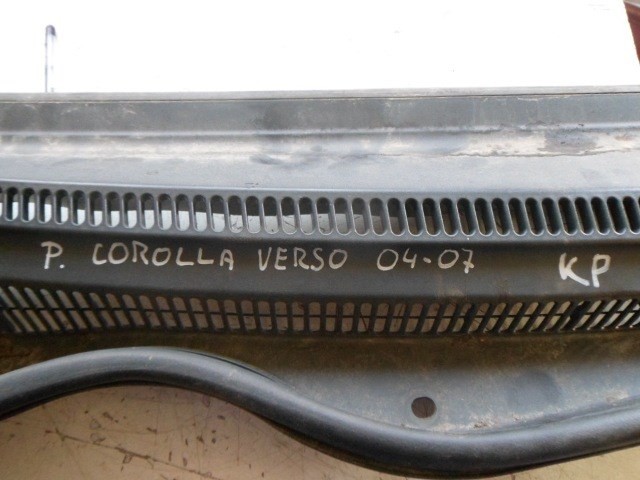 P. COROLLA VERSO 04-07 KP